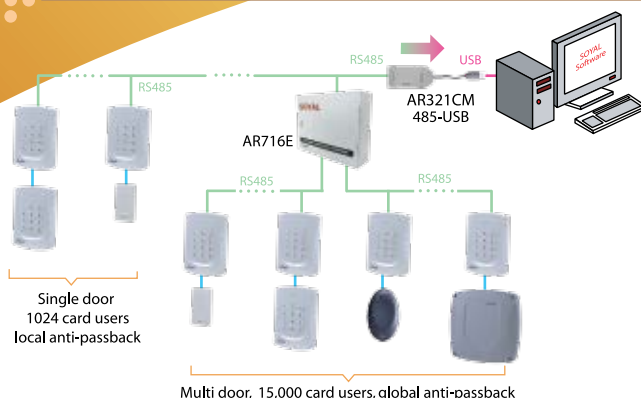 RS485
USB
SOYAL
Software
RS485
AR321CM
485-USB
SOYAL
AR716E
RS485
RS485
Single door
1024 card users
local anti-passback
Multi door, 15,000 card users, global anti-passback